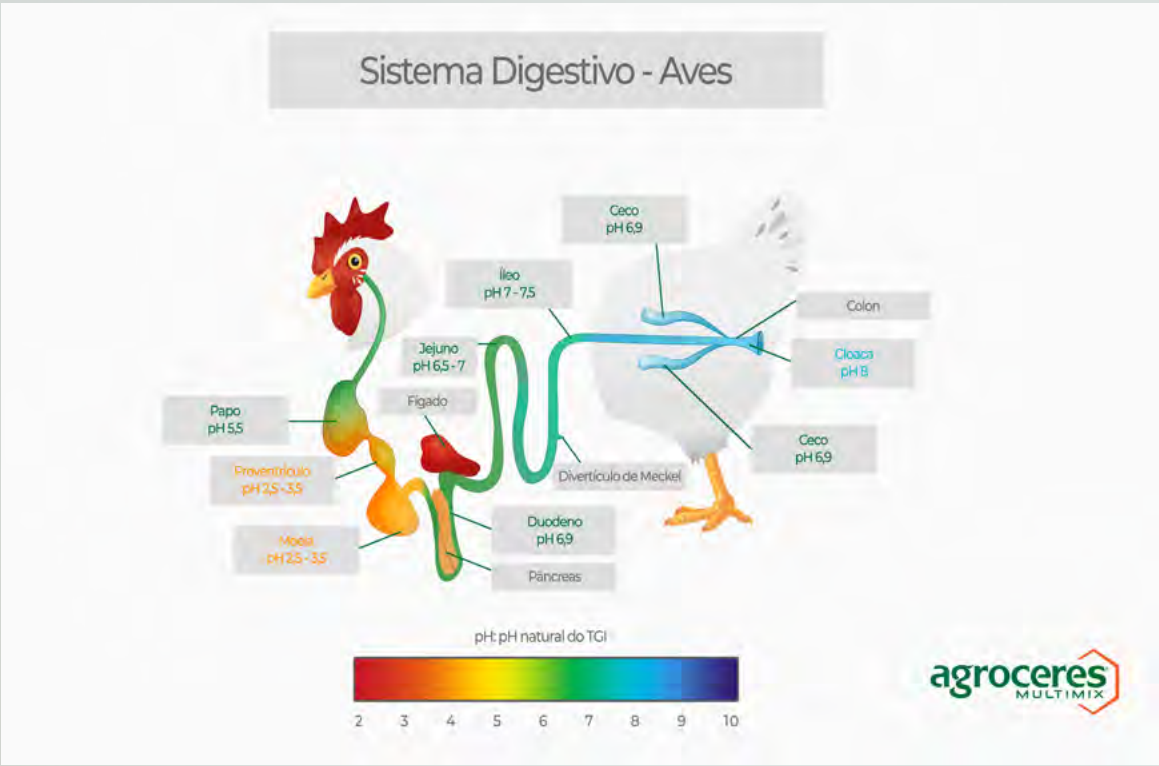 Sistema Digestivo - Aves
Ceco
pH 6,9
Íleo
pH 7 - 7,5
Colon
Jejuno
pH 6,5 - 7
Cloaca
pH 8
Fígado
Papo
pH 5,5
Ceco
pH 6,9
Proventrículo
pH 2,5 - 3,5
Divertículo de Meckel
Duodeno
pH 6,9
Moela
pH 2,5 - 3,5
Pâncreas
pH: pH natural do TGI
2 3 4 5 6 7 8 9 10
agroceres
MULTIMIX